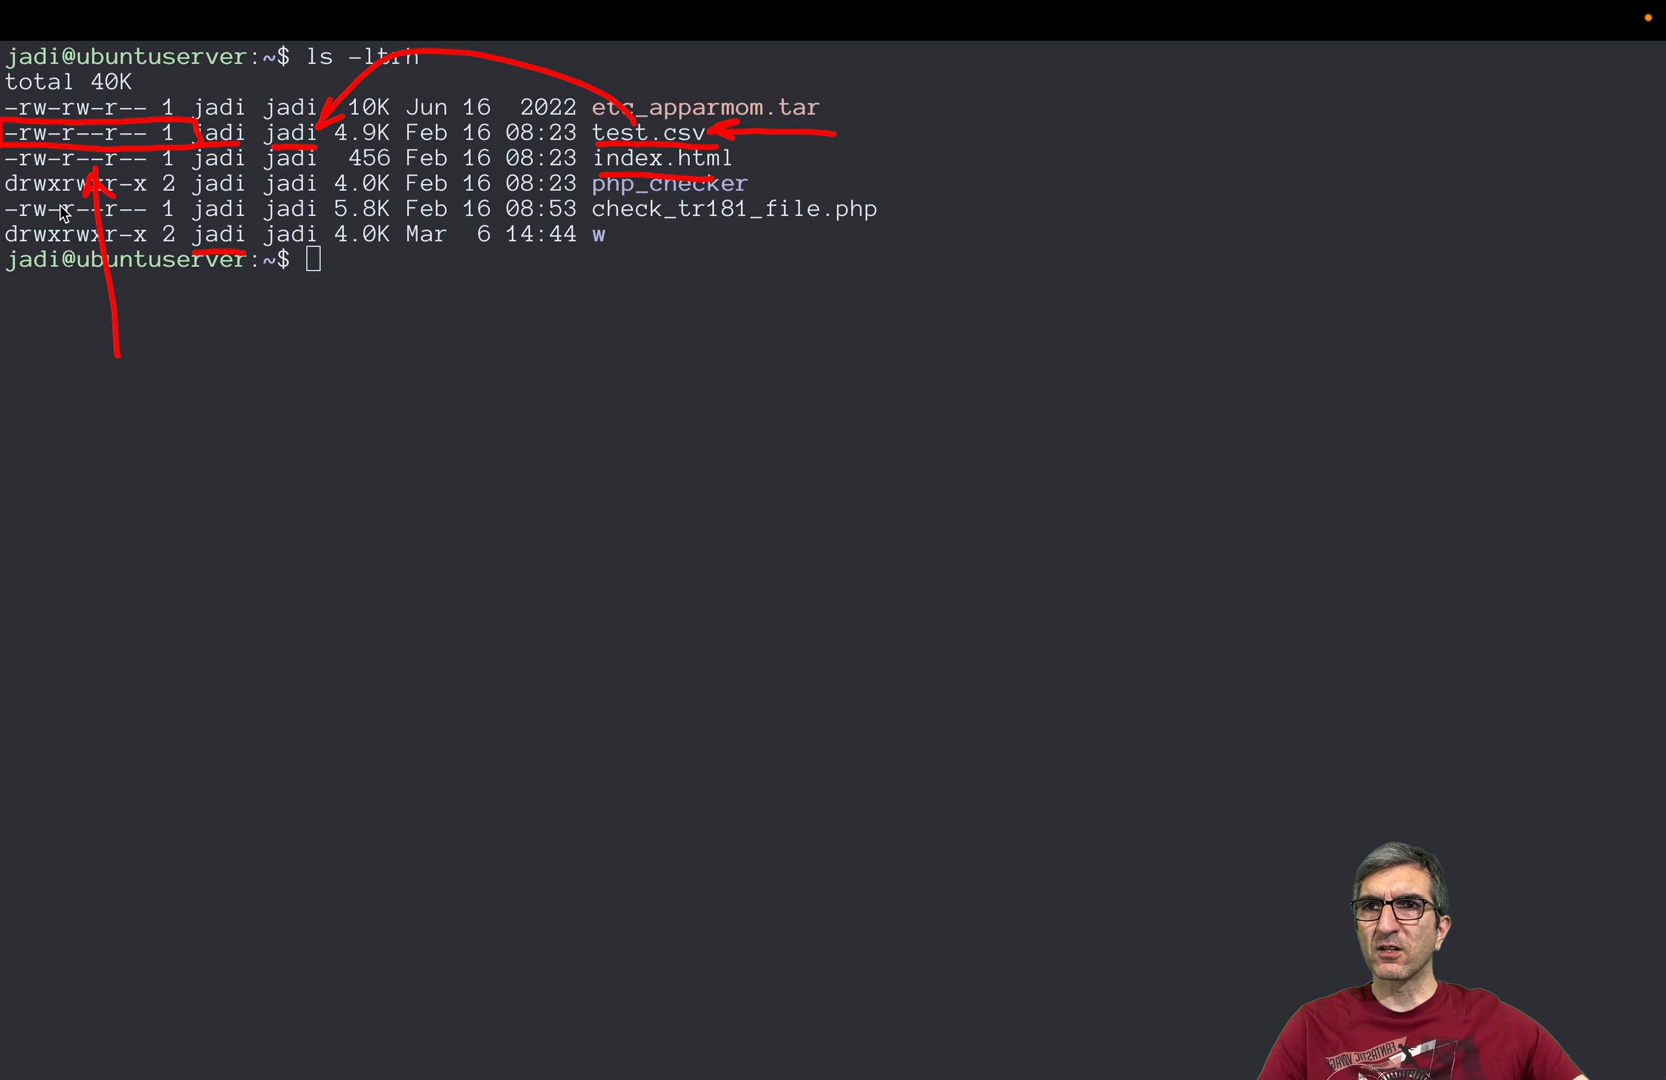 jadi@ubuntuserver:~$ ls -ltrh
total 40K
-rw-rw-r-- 1 jadi jadi  10K Jun 16  2022 etc_apparmom.tar
-rw-r--r-- 1 jadi jadi 4.9K Feb 16 08:23 test.csv
-rw-r--r-- 1 jadi jadi  456 Feb 16 08:23 index.html
drwxrwxr-x 2 jadi jadi 4.0K Feb 16 08:23 php_checker
-rw-r--r-- 1 jadi jadi 5.8K Feb 16 08:53 check_tr181_file.php
drwxrwxr-x 2 jadi jadi 4.0K Mar  6 14:44 w
jadi@ubuntuserver:~$